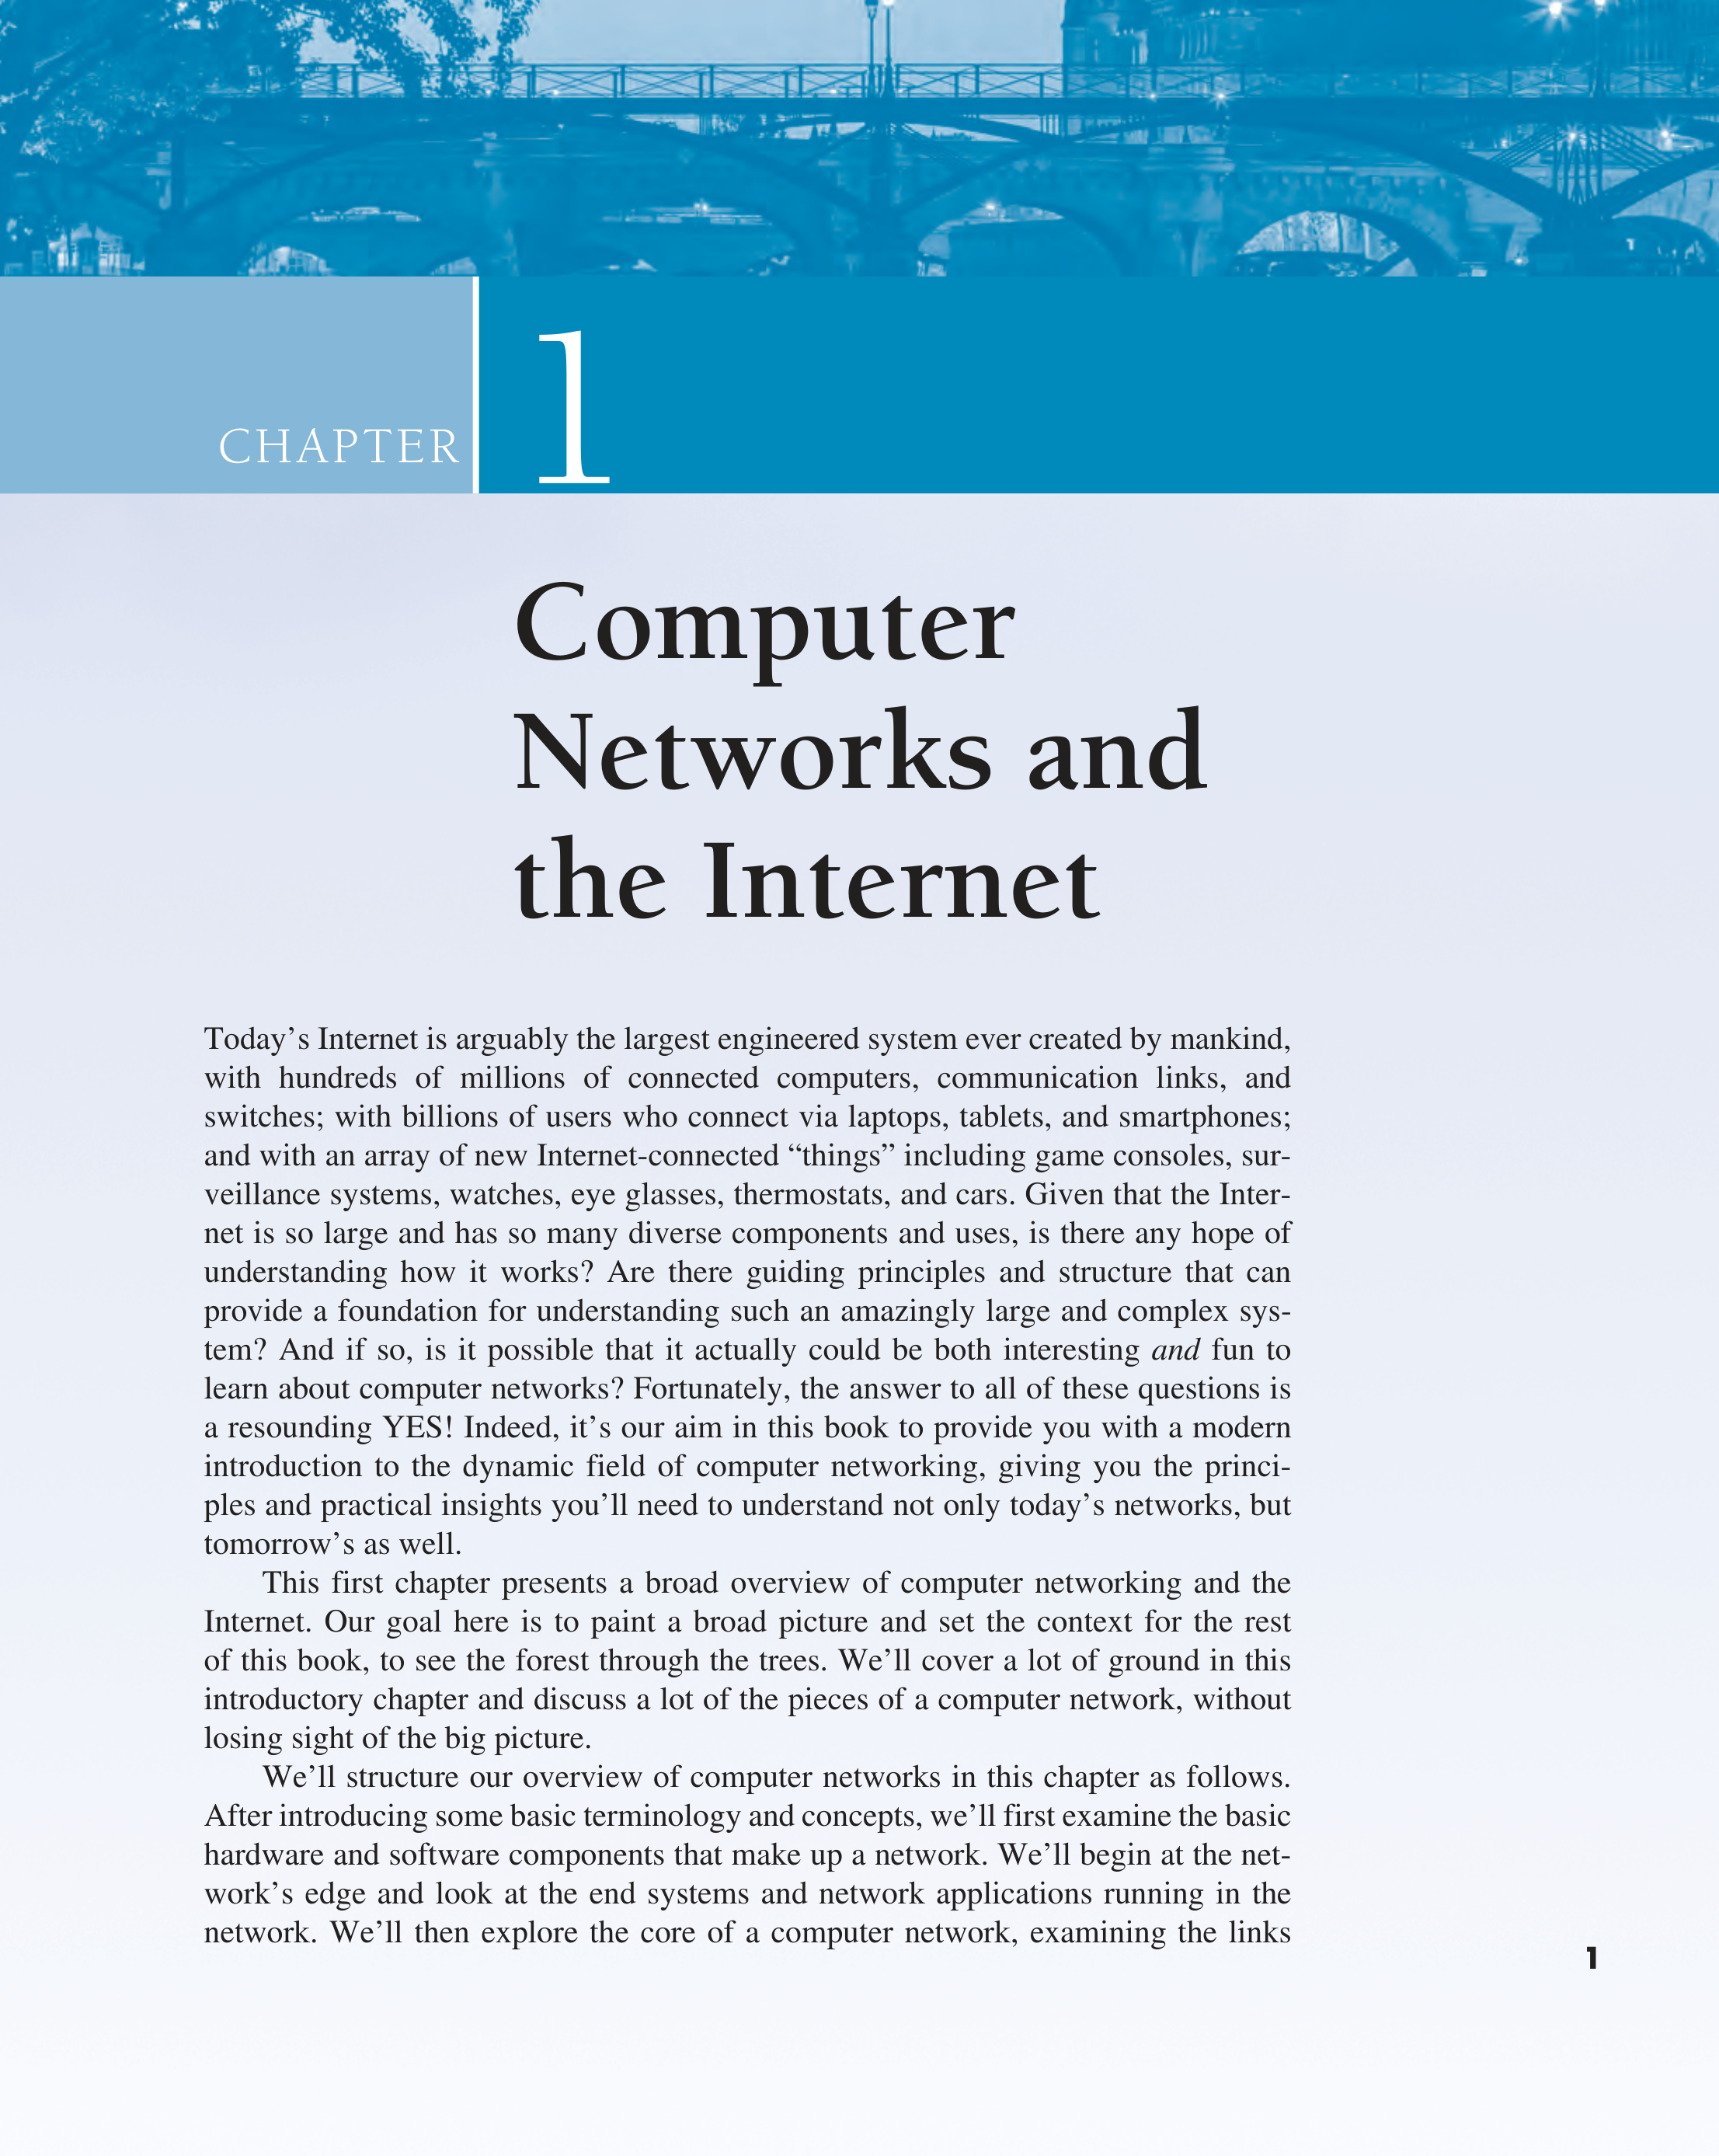 CHAPTER 1
Computer
Networks and
the Internet
Today’s Internet is arguably the largest engineered system ever created by mankind,
with hundreds of millions of connected computers, communication links, and
switches; with billions of users who connect via laptops, tablets, and smartphones;
and with an array of new Internet-connected “things” including game consoles, sur-
veillance systems, watches, eye glasses, thermostats, and cars. Given that the Inter-
net is so large and has so many diverse components and uses, is there any hope of
understanding how it works? Are there guiding principles and structure that can
provide a foundation for understanding such an amazingly large and complex sys-
tem? And if so, is it possible that it actually could be both interesting and fun to
learn about computer networks? Fortunately, the answer to all of these questions is
a resounding YES! Indeed, it’s our aim in this book to provide you with a modern
introduction to the dynamic field of computer networking, giving you the princi-
ples and practical insights you’ll need to understand not only today’s networks, but
tomorrow’s as well.
This first chapter presents a broad overview of computer networking and the
Internet. Our goal here is to paint a broad picture and set the context for the rest
of this book, to see the forest through the trees. We’ll cover a lot of ground in this
introductory chapter and discuss a lot of the pieces of a computer network, without
losing sight of the big picture.
We’ll structure our overview of computer networks in this chapter as follows.
After introducing some basic terminology and concepts, we’ll first examine the basic
hardware and software components that make up a network. We’ll begin at the net-
work’s edge and look at the end systems and network applications running in the
network. We’ll then explore the core of a computer network, examining the links
1